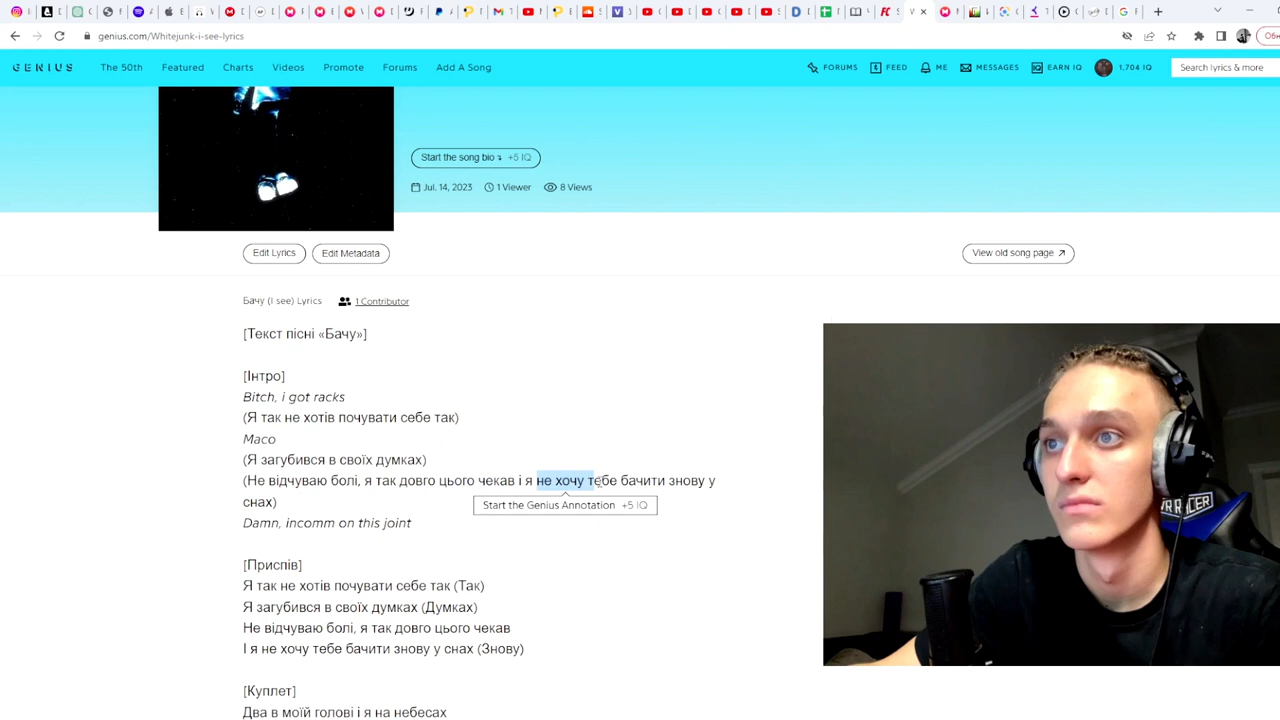 genius.com/Whitejunk-i-see-lyrics
GENIUS The 50th Featured Charts Videos Promote Forums Add A Song FORUMS FEED ME MESSAGES EARN IQ 1,704 IQ Search lyrics & more
Start the song bio +5 IQ
Jul. 14, 2023 1 Viewer 8 Views
Edit Lyrics Edit Metadata View old song page
Бачу (I see) Lyrics 1 Contributor
[Текст пісні «Бачу»]
[Інтро]
Bitch, i got racks
(Я так не хотів почувати себе так)
Maco
(Я загубився в своїх думках)
(Не відчуваю болі, я так довго цього чекав і я не хочу тебе бачити знову у
снах)
Start the Genius Annotation +5 IQ
Damn, incomm on this joint
[Приспів]
Я так не хотів почувати себе так (Так)
Я загубився в своїх думках (Думках)
Не відчуваю болі, я так довго цього чекав
І я не хочу тебе бачити знову у снах (Знову)
[Куплет]
Два в моїй голові і я на небесах